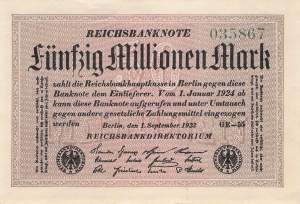 REICHSBANKNOTE
035867
Fünfzig Millionen Mark
zahlt die Reichsbankhauptkasse in Berlin gegen diese
Banknote dem Einlieferer. Vom 1. Januar 1924 ab
kann diese Banknote aufgerufen und unter Umtausch
gegen andere gesetzliche Zahlungsmittel eingezogen
werden
Berlin, den 1. September 1923
GE-55
REICHSBANKDIREKTORIUM